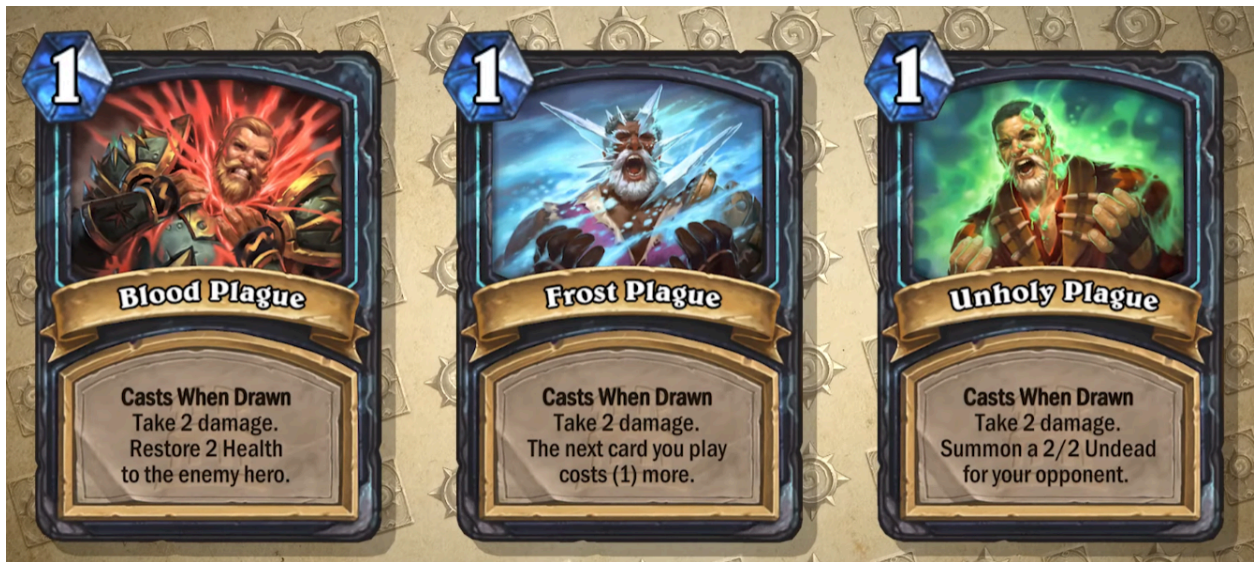 1
Blood Plague
Casts When Drawn
Take 2 damage.
Restore 2 Health
to the enemy hero.
1
Frost Plague
Casts When Drawn
Take 2 damage.
The next card you play
costs (1) more.
1
Unholy Plague
Casts When Drawn
Take 2 damage.
Summon a 2/2 Undead
for your opponent.